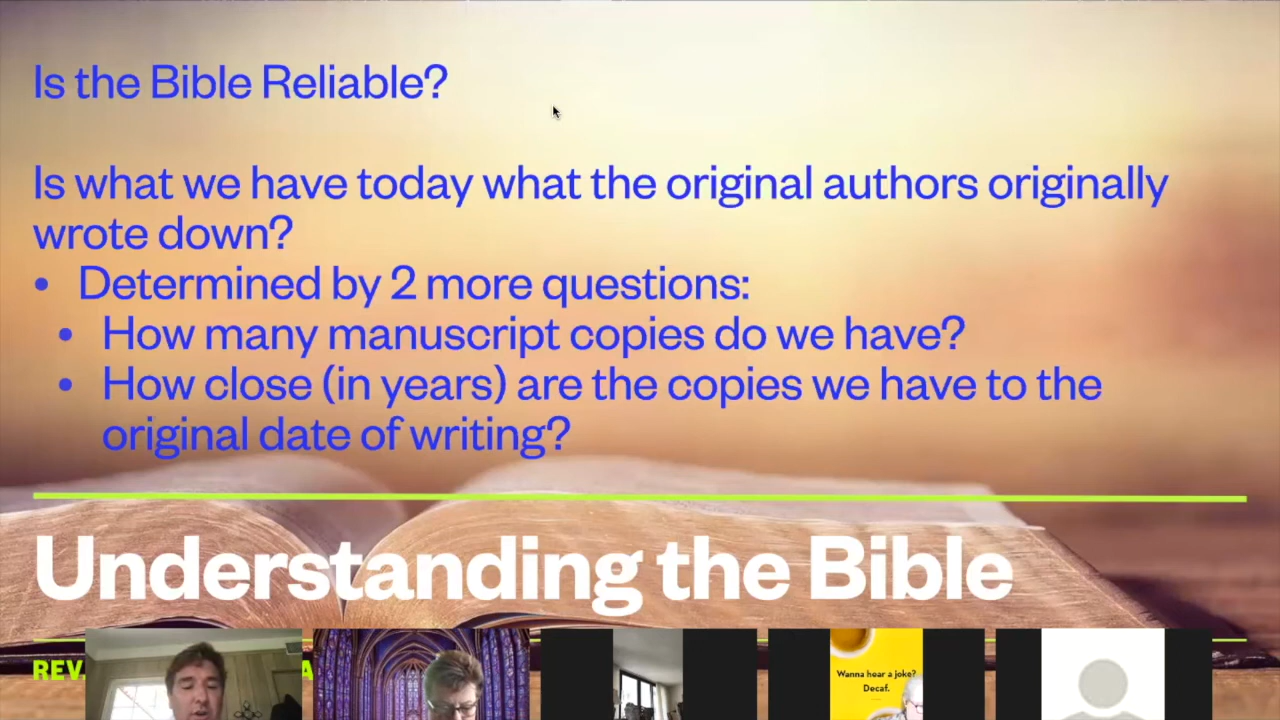 Is the Bible Reliable?
Is what we have today what the original authors originally
wrote down?
• Determined by 2 more questions:
• How many manuscript copies do we have?
• How close (in years) are the copies we have to the
original date of writing?
Understanding the Bible
REV.
Wanna hear a joke?
Decaf.